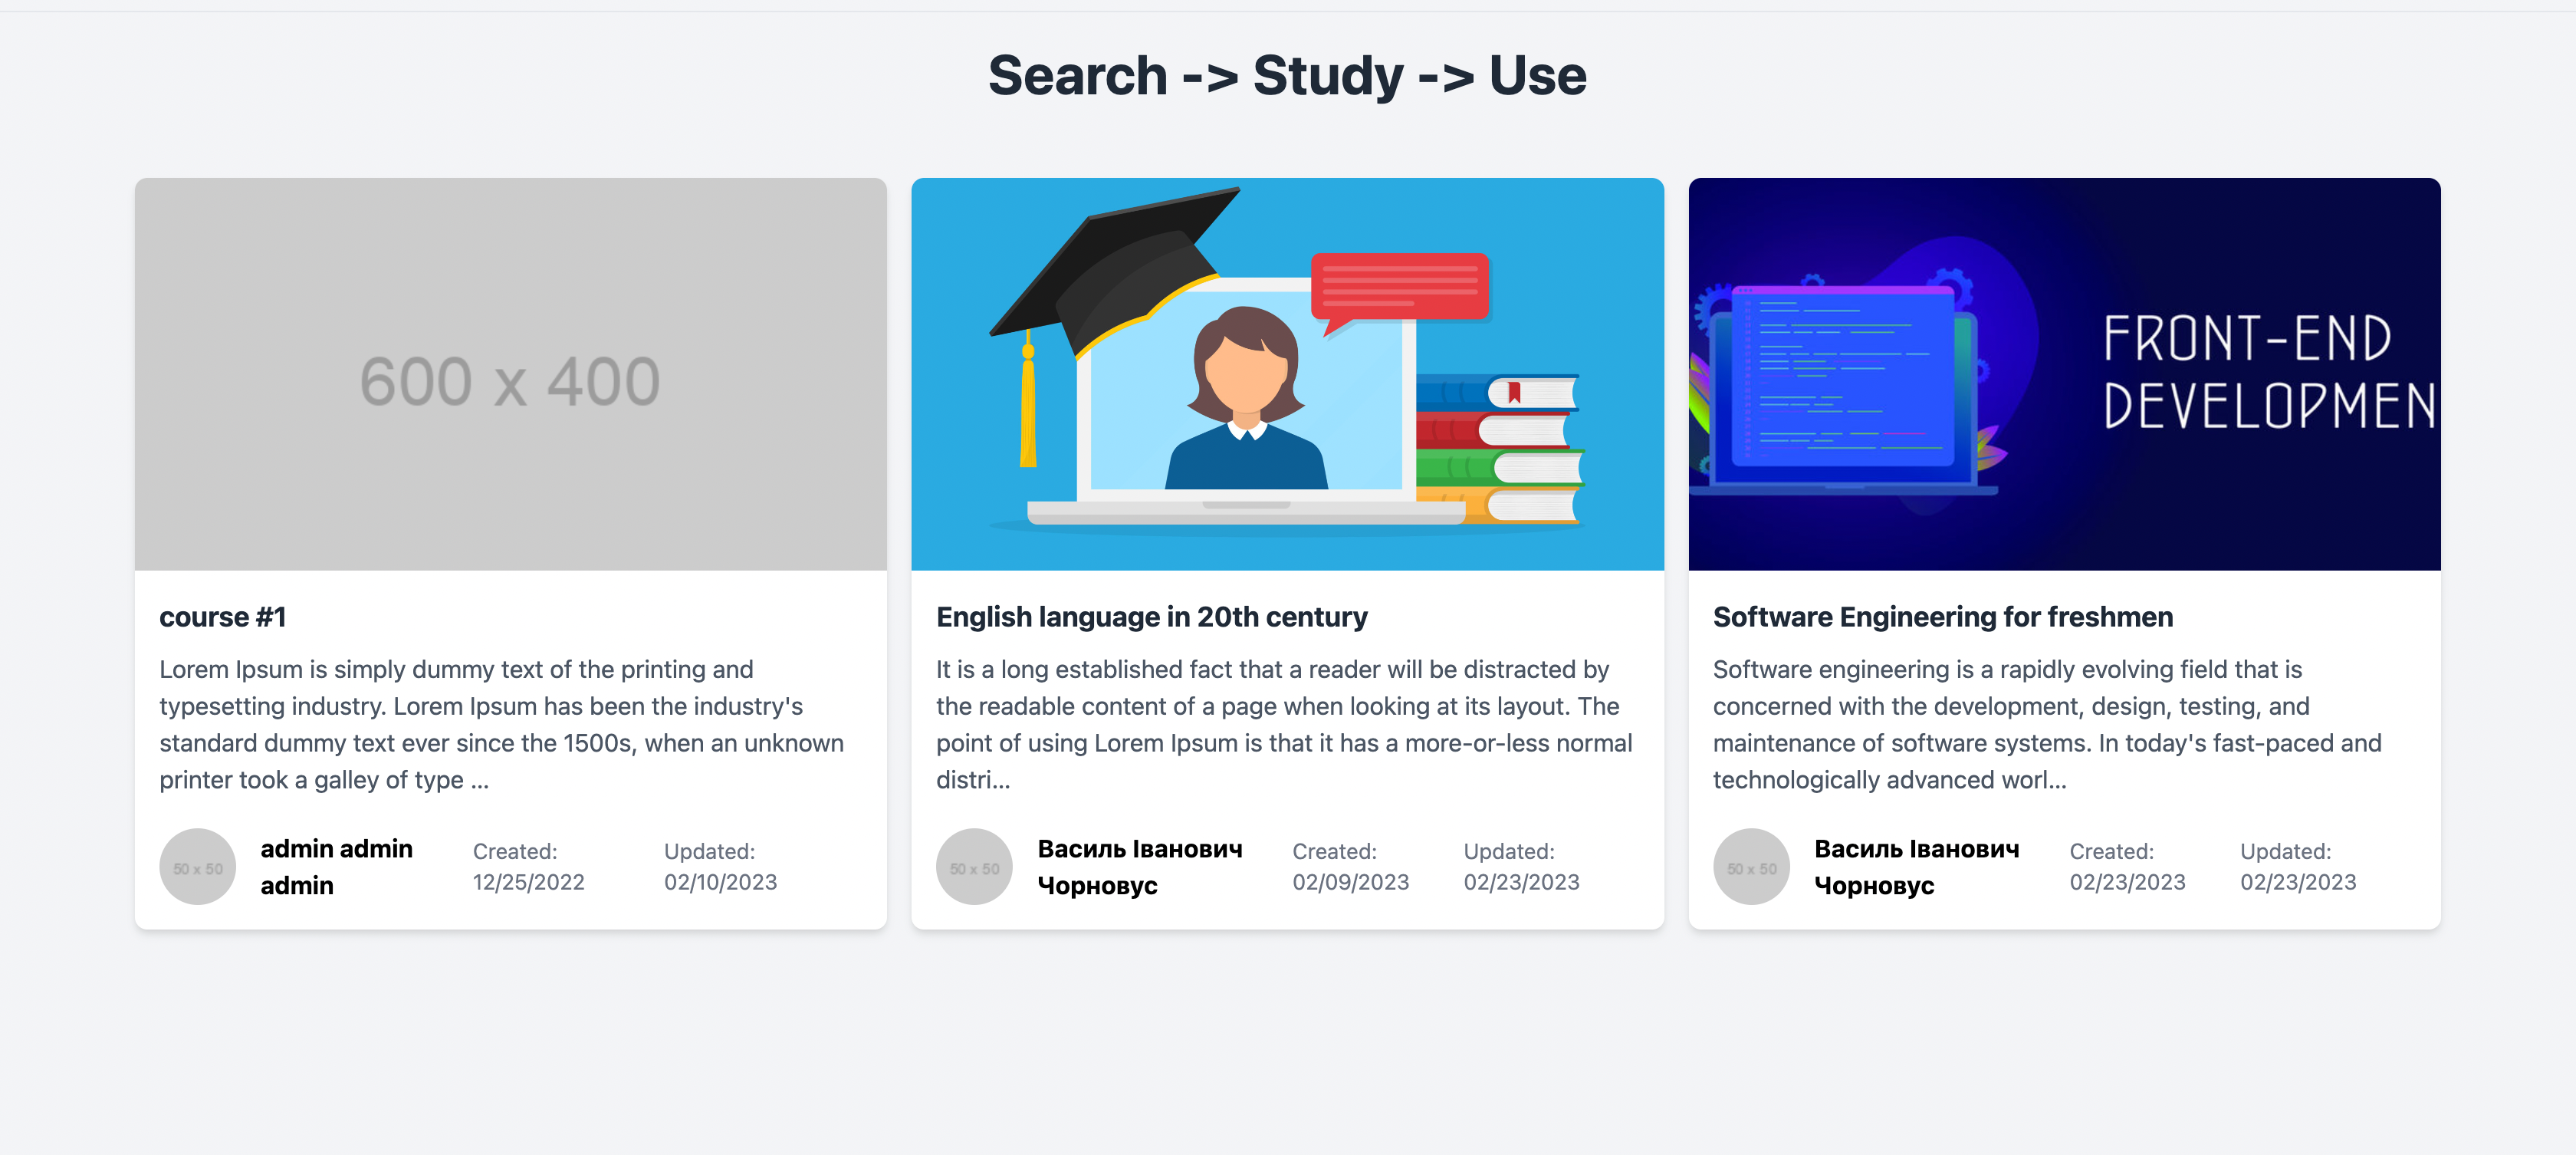 Search -> Study -> Use
600 x 400
FRONT-END
DEVELOPMEN
course #1
Lorem Ipsum is simply dummy text of the printing and
typesetting industry. Lorem Ipsum has been the industry's
standard dummy text ever since the 1500s, when an unknown
printer took a galley of type ...
50 x 50
admin admin
admin
Created:
12/25/2022
Updated:
02/10/2023
English language in 20th century
It is a long established fact that a reader will be distracted by
the readable content of a page when looking at its layout. The
point of using Lorem Ipsum is that it has a more-or-less normal
distri...
50 x 50
Василь Іванович
Чорновус
Created:
02/09/2023
Updated:
02/23/2023
Software Engineering for freshmen
Software engineering is a rapidly evolving field that is
concerned with the development, design, testing, and
maintenance of software systems. In today's fast-paced and
technologically advanced worl...
50 x 50
Василь Іванович
Чорновус
Created:
02/23/2023
Updated:
02/23/2023